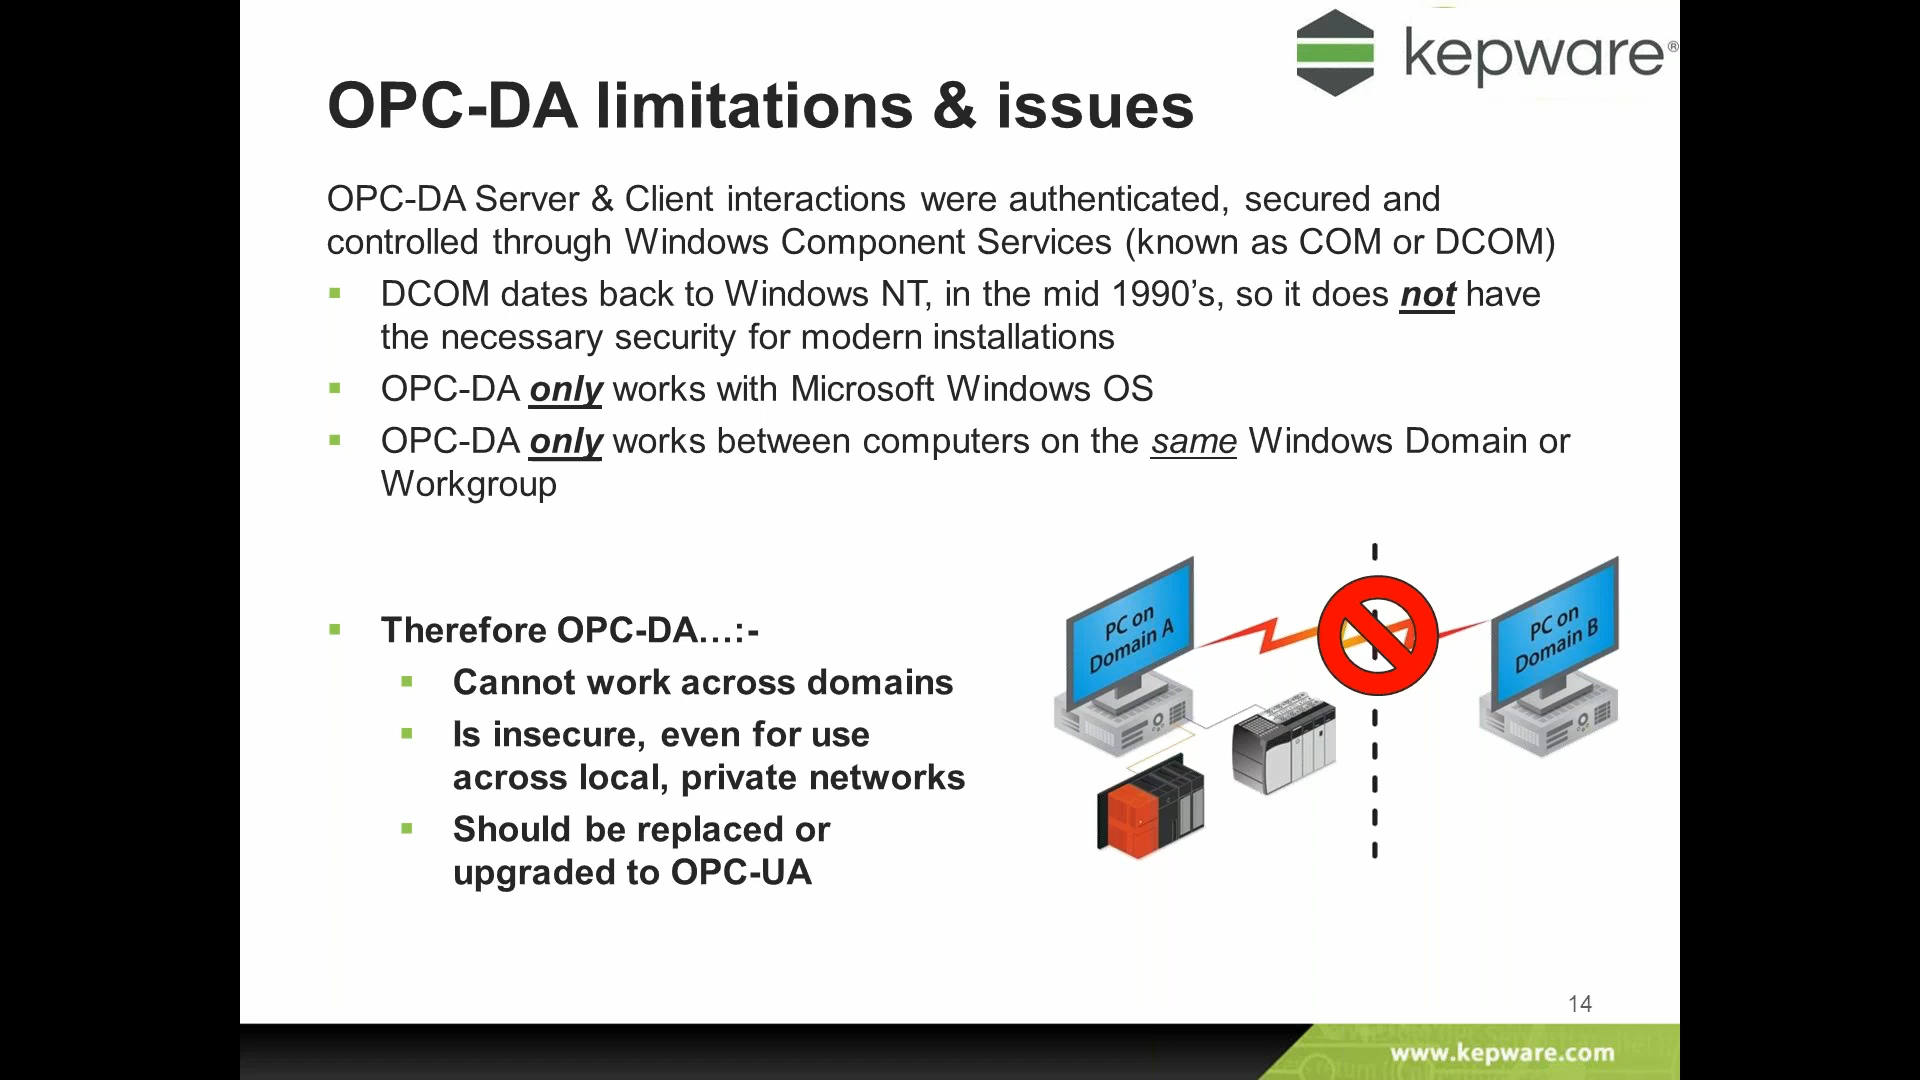 kepware®
OPC-DA limitations & issues
OPC-DA Server & Client interactions were authenticated, secured and
controlled through Windows Component Services (known as COM or DCOM)
▪ DCOM dates back to Windows NT, in the mid 1990’s, so it does not have
the necessary security for modern installations
▪ OPC-DA only works with Microsoft Windows OS
▪ OPC-DA only works between computers on the same Windows Domain or
Workgroup
▪ Therefore OPC-DA…:-
▪ Cannot work across domains
▪ Is insecure, even for use
across local, private networks
▪ Should be replaced or
upgraded to OPC-UA
PC on
Domain A
PC on
Domain B
14
www.kepware.com